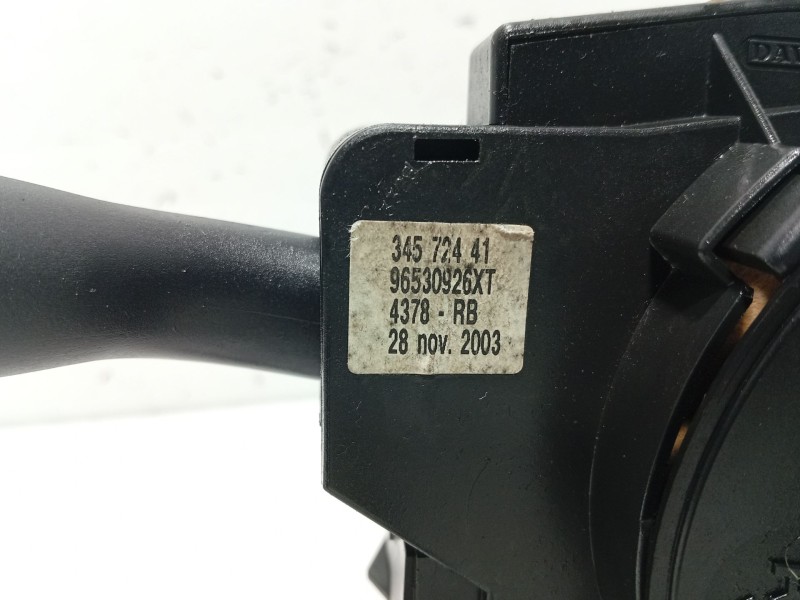 345 724 41
96530926XT
4378 - RB
28 nov. 2003